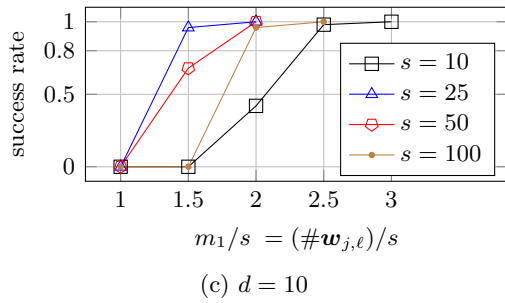 1
0.8
0.5
0
success rate
s = 10
s = 25
s = 50
s = 100
1 1.5 2 2.5 3
m₁/s = (#𝒘ⱼ,ℓ)/s
(c) d = 10